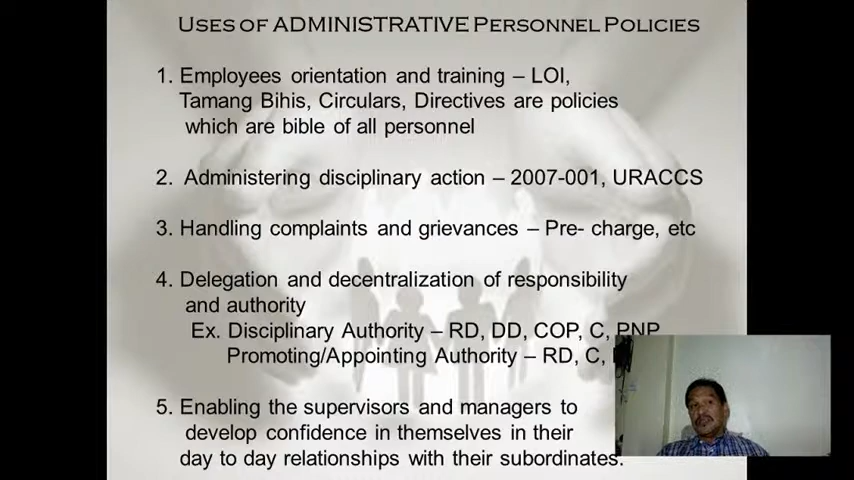 USES OF ADMINISTRATIVE PERSONNEL POLICIES
1. Employees orientation and training – LOI,
Tamang Bihis, Circulars, Directives are policies
which are bible of all personnel
2. Administering disciplinary action – 2007-001, URACCS
3. Handling complaints and grievances – Pre- charge, etc
4. Delegation and decentralization of responsibility
and authority
Ex. Disciplinary Authority – RD, DD, COP, C, PNP
Promoting/Appointing Authority – RD, C,
5. Enabling the supervisors and managers to
develop confidence in themselves in their
day to day relationships with their subordinates.